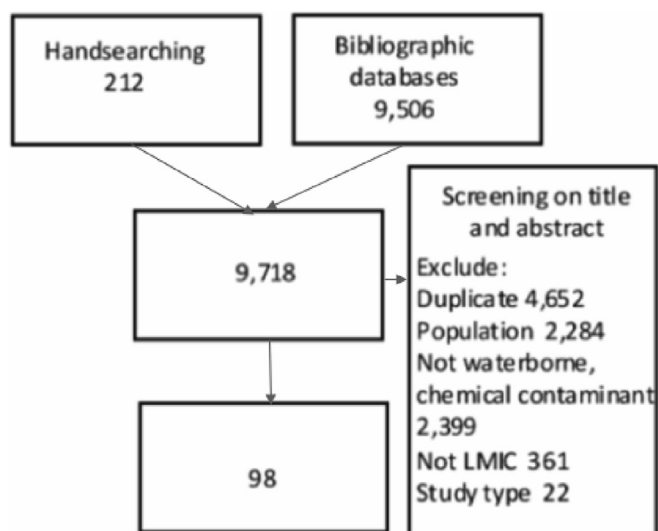 Handsearching
212
Bibliographic
databases
9,506
9,718
Screening on title
and abstract
Exclude:
Duplicate 4,652
Population 2,284
Not waterborne,
chemical contaminant
2,399
Not LMIC 361
Study type 22
98